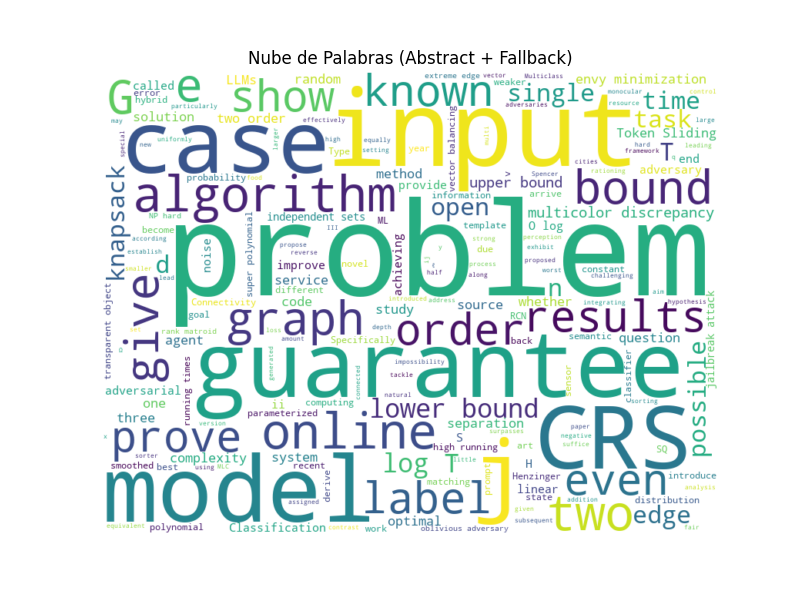 Nube de Palabras (Abstract + Fallback)
extreme edge vector Multiclass
G called e LLMs random known weaker envy minimization
hybrid error show single adversaries monocular resource control
particularly time
may solution two order effectively input task large
special new case uniformly larger high equally Type year multi vector balancing Token Sliding
hard leading
framework T q
adversary end
NP hard probability food method > Spencer cities rationing
knapsack algorithm provide upper bound arrive bound
information
become independent sets ML open template O log multicolor discrepancy
according III
establish noise super polynomial propose reverse achieving strong due exhibit perception
smaller d problem y process constant
lead improve novel half along worst challenging
service different n whether
transparent object Connectivity code introduced address source proposed aim hypothesis
give goal graph study order RCN results
rank matroid loss depth back semantic question integrating
agent Specifically amount
O running times generated guarantee impossibility tackle sensor classifier connected natural sorting possible jailbreak attack
adversarial computing
one ii lower bound separation art CRS paper
three parameterized version surpasses negative
prove online S SQ suffice
high running
sorter complexity system log T matching little H even
smoothed best using MLC recent prompt Henzinger introduce
model derive label j linear state distribution analysis
assigned addition
polynomial optimal given two edge
equivalent Classification contrast work oblivious adversary subsequent fair